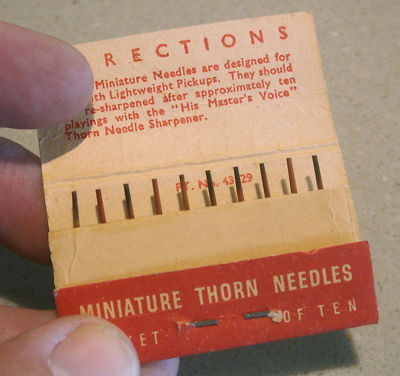 RECTIONS
Miniature Needles are designed for
th Lightweight Pickups. They should
re-sharpened after approximately ten
playings with the "His Master's Voice"
Thorn Needle Sharpener.
PT. No. 43 29
MINIATURE THORN NEEDLES
KET OF TEN